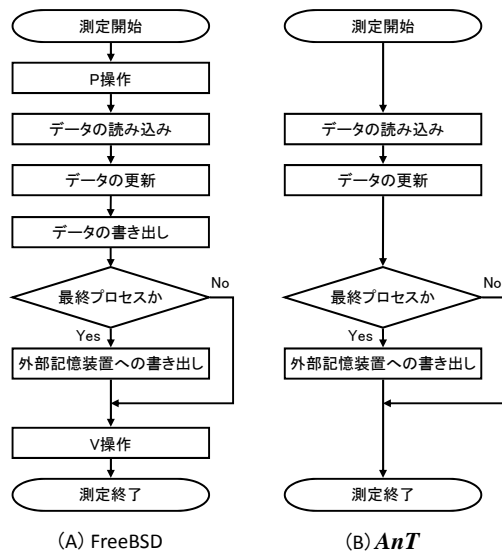 測定開始
P操作
データの読み込み
データの更新
データの書き出し
最終プロセスか
No
Yes
外部記憶装置への書き出し
V操作
測定終了
(A) FreeBSD
測定開始
データの読み込み
データの更新
最終プロセスか
No
Yes
外部記憶装置への書き出し
測定終了
(B) AnT